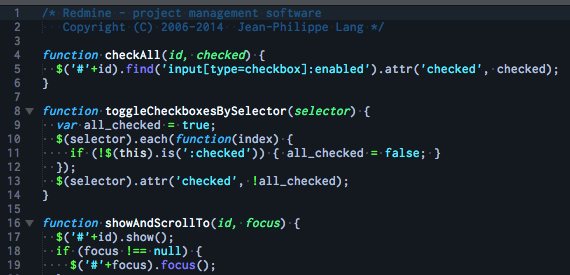 1 /* Redmine - project management software
2    Copyright (C) 2006-2014  Jean-Philippe Lang */
3
4 function checkAll(id, checked) {
5   $('#'+id).find('input[type=checkbox]:enabled').attr('checked', checked);
6 }
7
8 function toggleCheckboxesBySelector(selector) {
9   var all_checked = true;
10   $(selector).each(function(index) {
11     if (!$(this).is(':checked')) { all_checked = false; }
12   });
13   $(selector).attr('checked', !all_checked);
14 }
15
16 function showAndScrollTo(id, focus) {
17   $('#'+id).show();
18   if (focus !== null) {
19     $('#'+focus).focus();